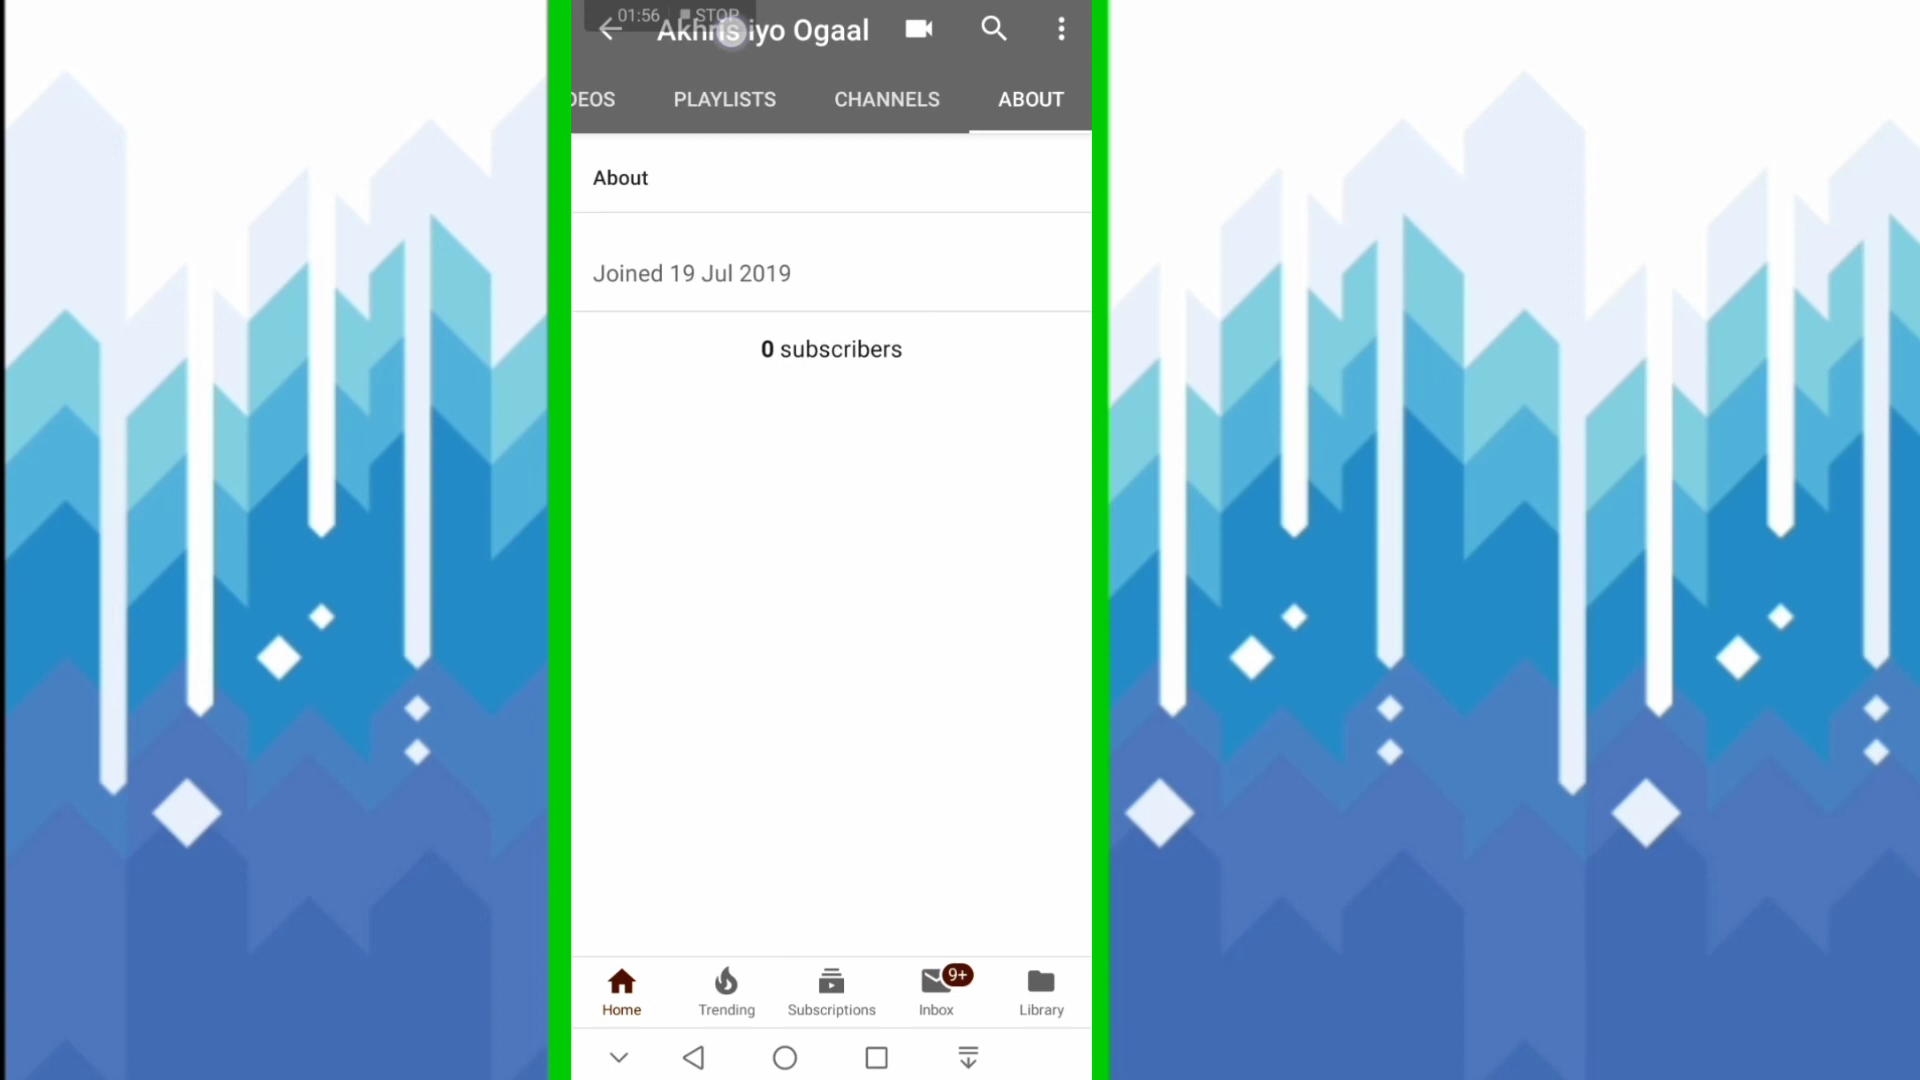 01:56 STOP
Akhris iyo Ogaal
DEOS PLAYLISTS CHANNELS ABOUT
About
Joined 19 Jul 2019
0 subscribers
9+
Home Trending Subscriptions Inbox Library